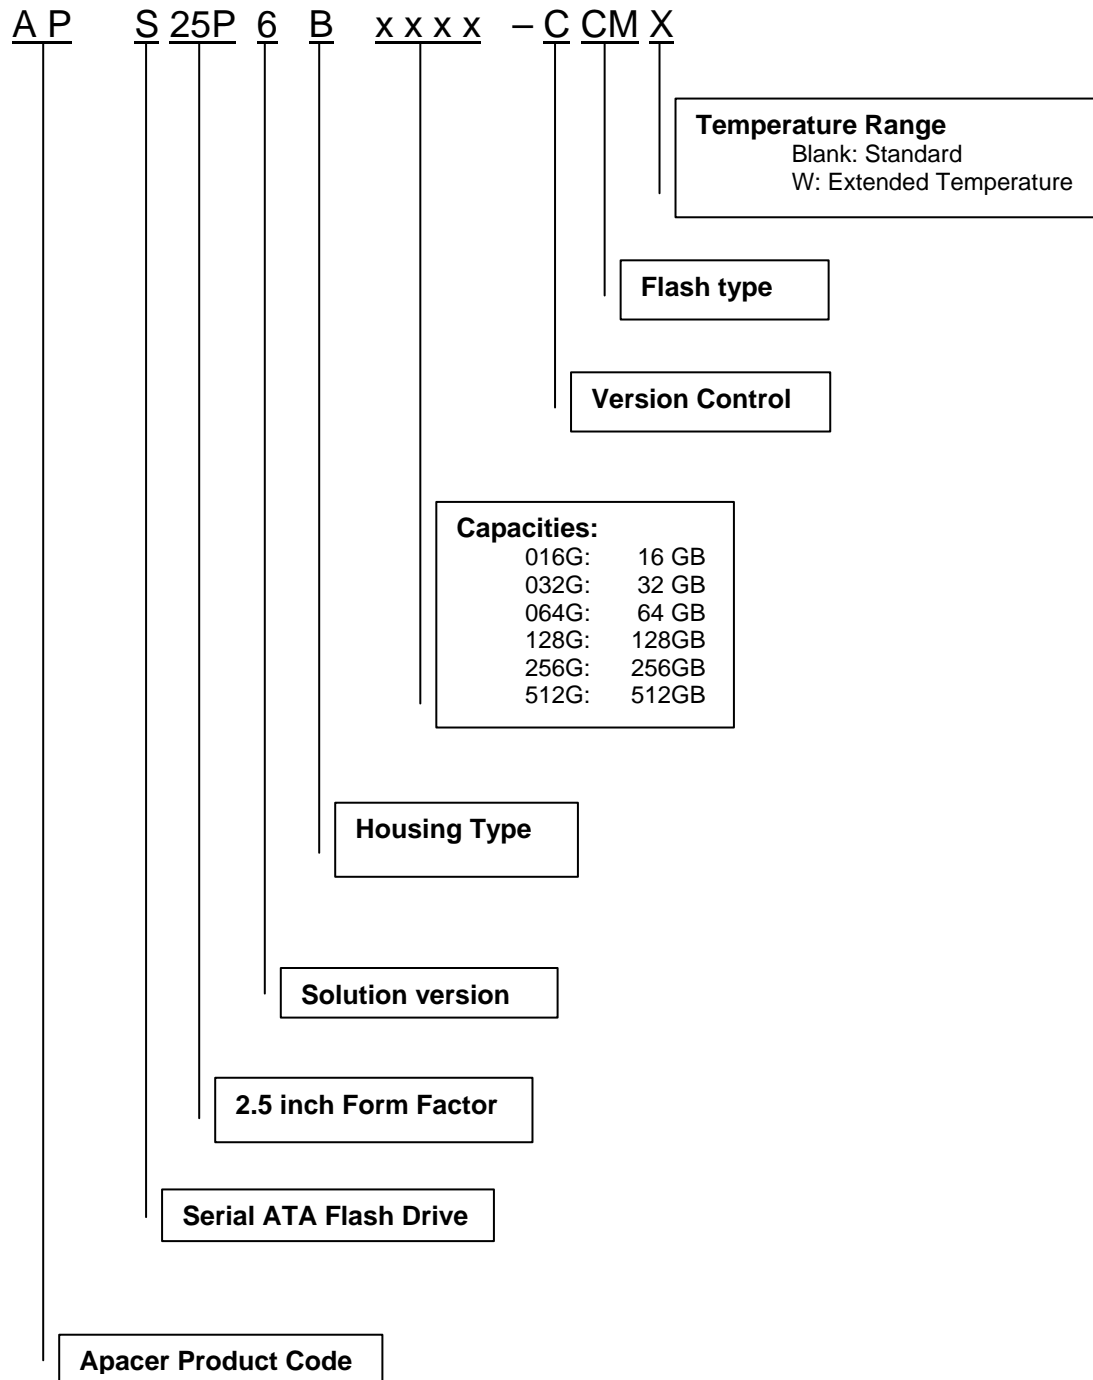 A P S 25P 6 B x x x x – C CM X
Temperature Range
Blank: Standard
W: Extended Temperature
Flash type
Version Control
Capacities:
016G: 16 GB
032G: 32 GB
064G: 64 GB
128G: 128GB
256G: 256GB
512G: 512GB
Housing Type
Solution version
2.5 inch Form Factor
Serial ATA Flash Drive
Apacer Product Code